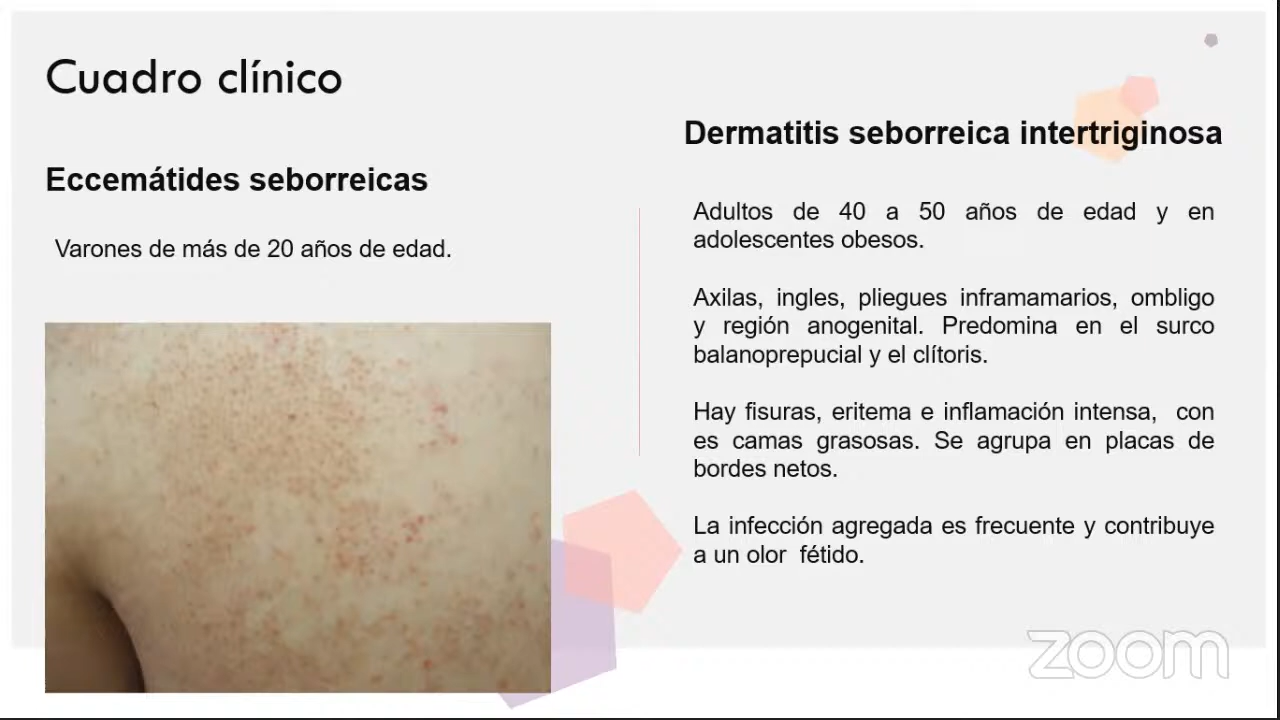 Cuadro clínico
Eccemátides seborreicas
Varones de más de 20 años de edad.
Dermatitis seborreica intertriginosa
Adultos de 40 a 50 años de edad y en
adolescentes obesos.
Axilas, ingles, pliegues inframamarios, ombligo
y región anogenital. Predomina en el surco
balanoprepucial y el clítoris.
Hay fisuras, eritema e inflamación intensa, con
es camas grasosas. Se agrupa en placas de
bordes netos.
La infección agregada es frecuente y contribuye
a un olor fétido.
zoom